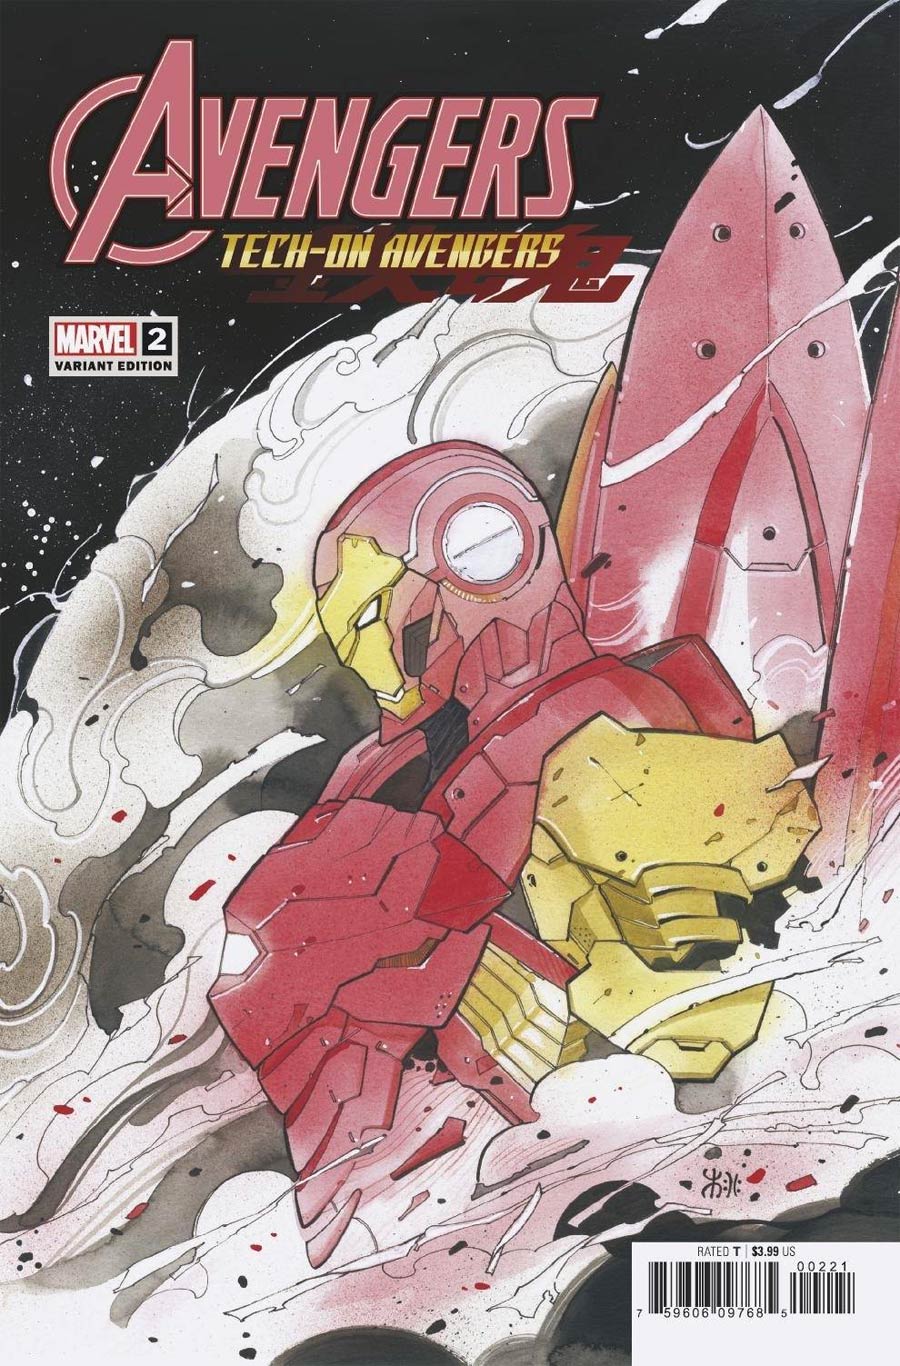 AVENGERS
TECH-ON AVENGERS
MARVEL 2
VARIANT EDITION
RATED T $3.99 US
00221
7 59606 09768 5